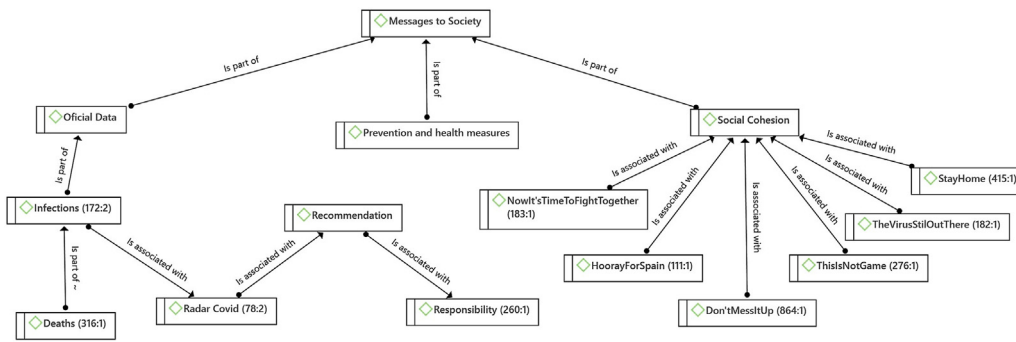 Messages to Society
Is part of
Is part of
Is part of
Oficial Data
Prevention and health measures
Social Cohesion
Is part of
Is associated with
Is associated with
Is associated with
Is associated with
Is associated with
Is associated with
StayHome (415:1)
NowIt'sTimeToFightTogether
(183:1)
Infections (172:2)
Recommendation
TheVirusStilOutThere (182:1)
Is part of ~
Is associated with
Is associated with
Is associated with
HoorayForSpain (111:1)
ThisIsNotGame (276:1)
Radar Covid (78:2)
Responsibility (260:1)
Don'tMessItUp (864:1)
Deaths (316:1)